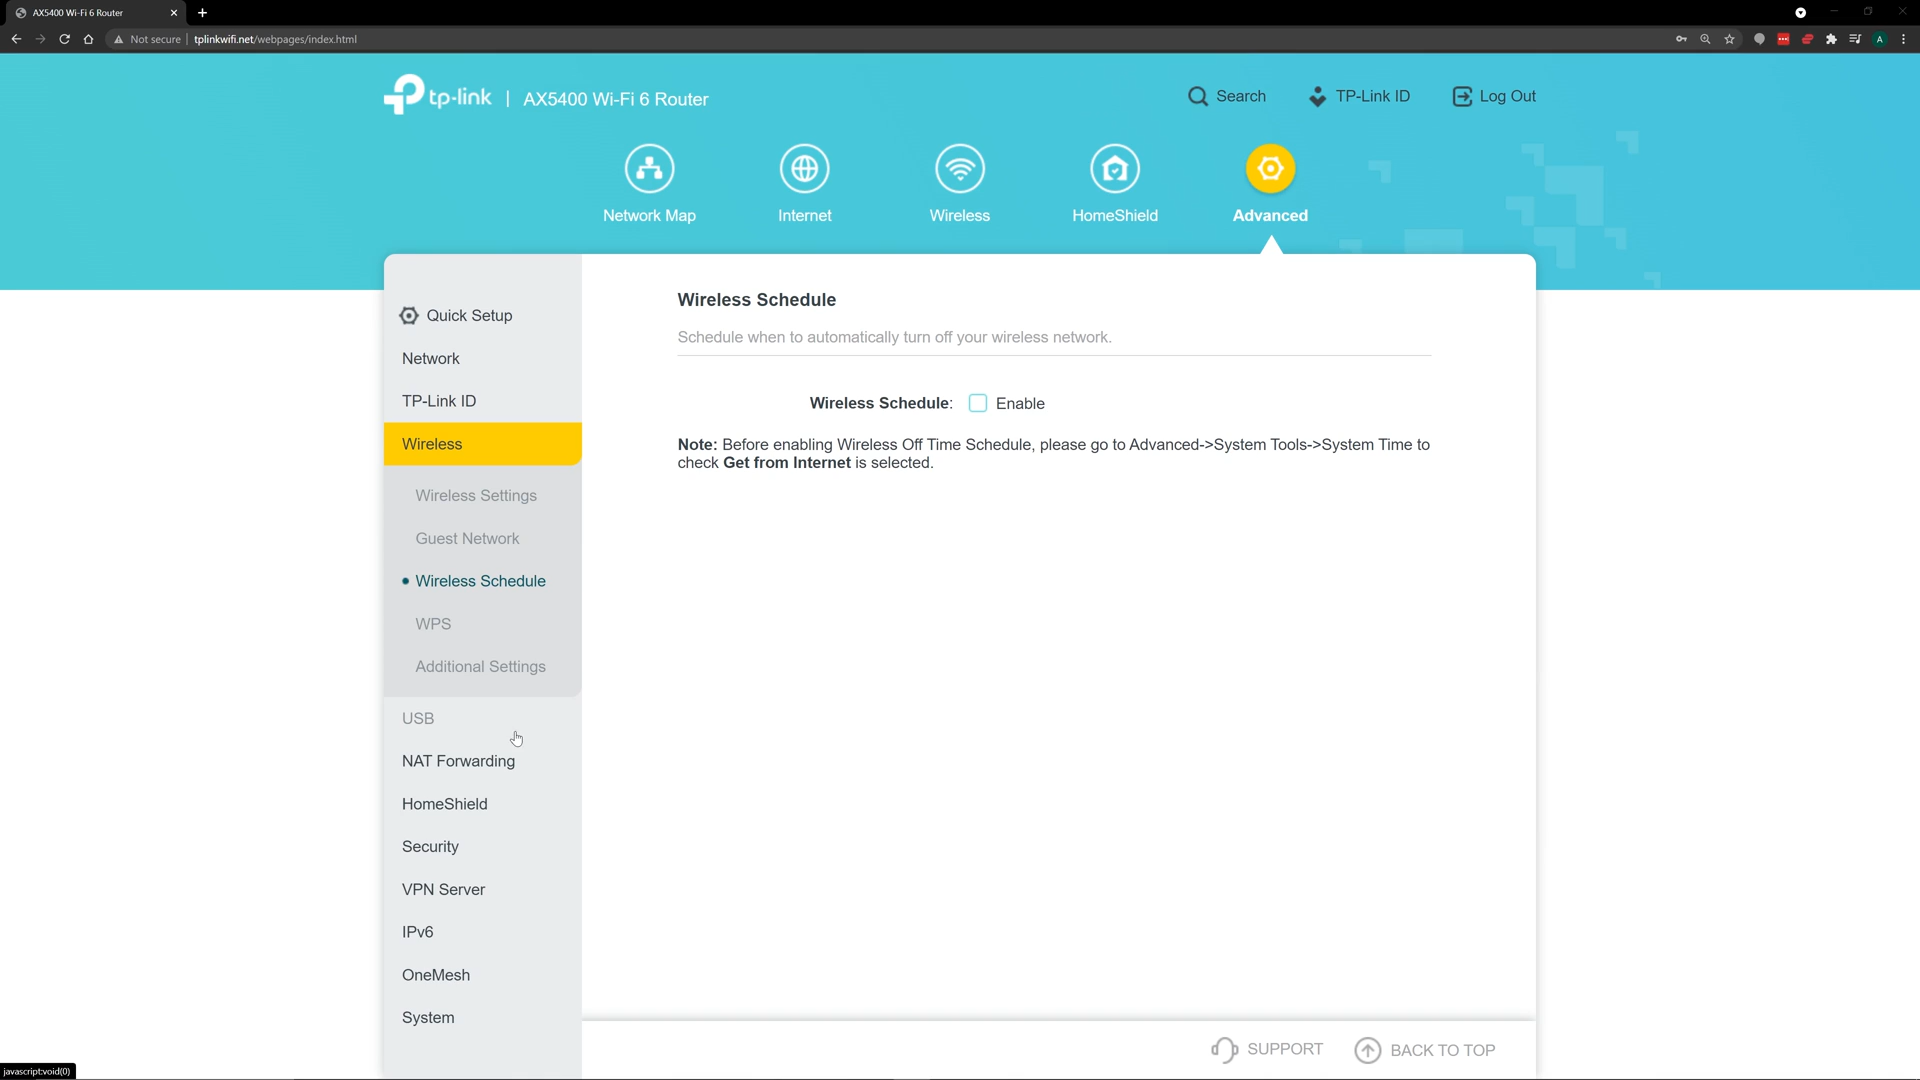 AX5400 Wi-Fi 6 Router
Not secure | tplinkwifi.net/webpages/index.html
A
tp-link | AX5400 Wi-Fi 6 Router
Search
TP-Link ID
Log Out
Network Map
Internet
Wireless
HomeShield
Advanced
Quick Setup
Network
TP-Link ID
Wireless
Wireless Settings
Guest Network
Wireless Schedule
WPS
Additional Settings
USB
NAT Forwarding
HomeShield
Security
VPN Server
IPv6
OneMesh
System
Wireless Schedule
Schedule when to automatically turn off your wireless network.
Wireless Schedule: Enable
Note: Before enabling Wireless Off Time Schedule, please go to Advanced->System Tools->System Time to
check Get from Internet is selected.
SUPPORT
BACK TO TOP
javascript:void(0)